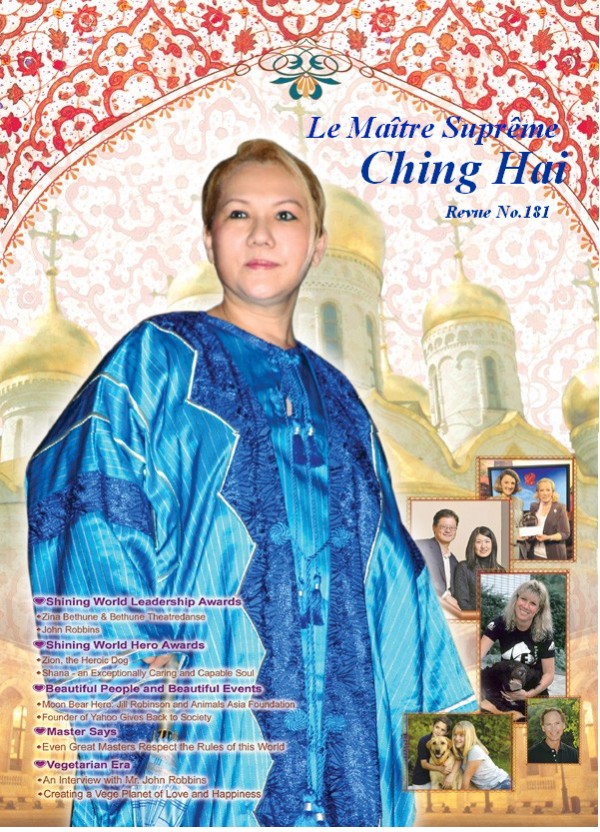 Le Maître Suprême
Ching Hai
Revue No.181
Shining World Leadership Awards
Zina Bethune & Bethune Theatredanse
John Robbins
Shining World Hero Awards
Zion, the Heroic Dog
Shana - an Exceptionally Caring and Capable Soul
Beautiful People and Beautiful Events
Moon Bear Hero: Jill Robinson and Animals Asia Foundation
Founder of Yahoo Gives Back to Society
Master Says
Even Great Masters Respect the Rules of this World
Vegetarian Era
An Interview with Mr. John Robbins
Creating a Vege Planet of Love and Happiness